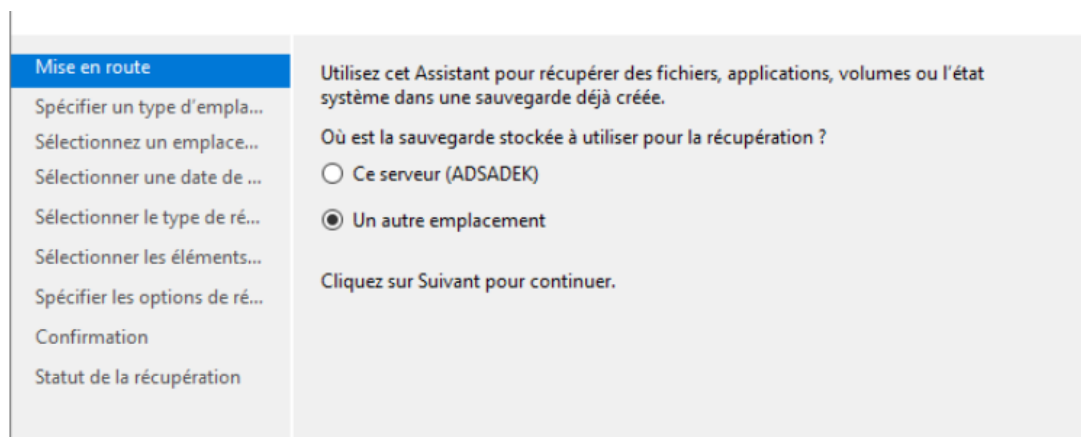 Mise en route
Spécifier un type d'empla...
Sélectionnez un emplace...
Sélectionner une date de ...
Sélectionner le type de ré...
Sélectionner les éléments...
Spécifier les options de ré...
Confirmation
Statut de la récupération
Utilisez cet Assistant pour récupérer des fichiers, applications, volumes ou l'état
système dans une sauvegarde déjà créée.
Où est la sauvegarde stockée à utiliser pour la récupération ?
Ce serveur (ADSADEK)
Un autre emplacement
Cliquez sur Suivant pour continuer.